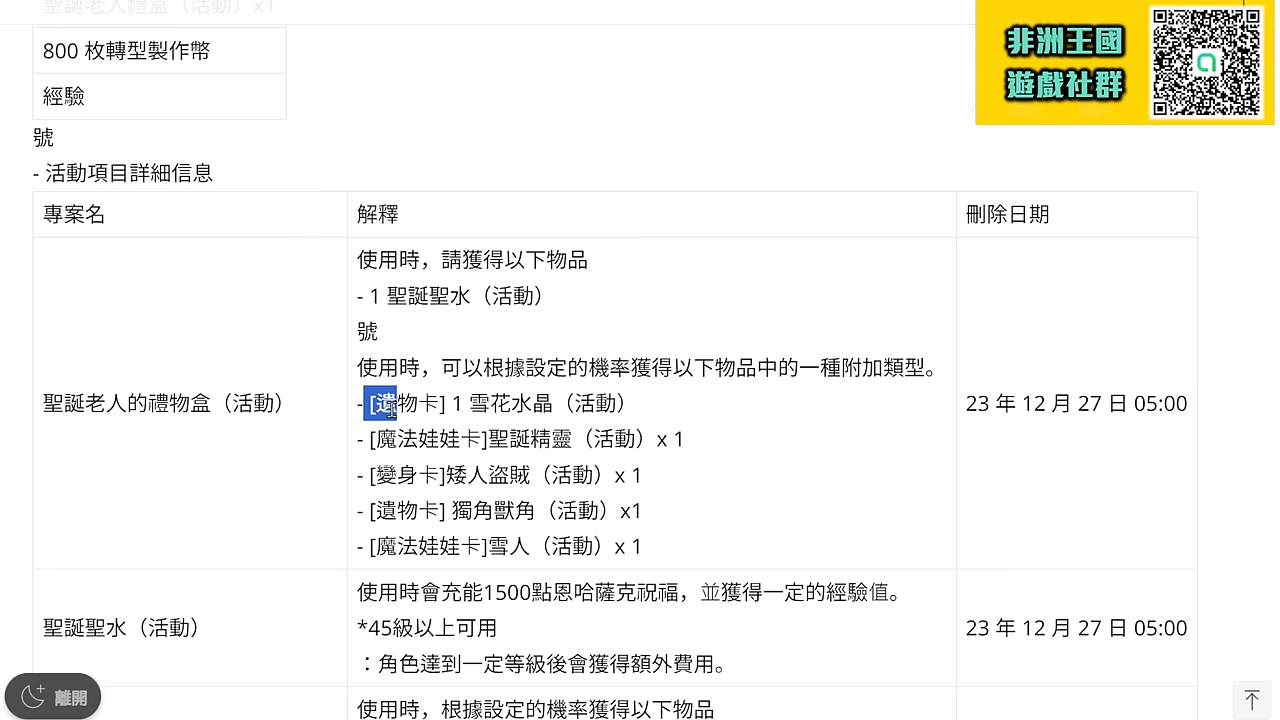 聖誕老人禮盒（活動）x1
800 枚轉型製作幣
經驗
非洲王國
遊戲社群
號
- 活動項目詳細信息
專案名
解釋
刪除日期
使用時，請獲得以下物品
- 1 聖誕聖水（活動）
號
使用時，可以根據設定的機率獲得以下物品中的一種附加類型。
聖誕老人的禮物盒（活動）
- [遺物卡] 1 雪花水晶（活動）
23 年 12 月 27 日 05:00
- [魔法娃娃卡]聖誕精靈（活動）x 1
- [變身卡]矮人盜賊（活動）x 1
- [遺物卡] 獨角獸角（活動）x1
- [魔法娃娃卡]雪人（活動）x 1
使用時會充能1500點恩哈薩克祝福，並獲得一定的經驗值。
聖誕聖水（活動）
*45級以上可用
23 年 12 月 27 日 05:00
：角色達到一定等級後會獲得額外費用。
離開
使用時，根據設定的機率獲得以下物品